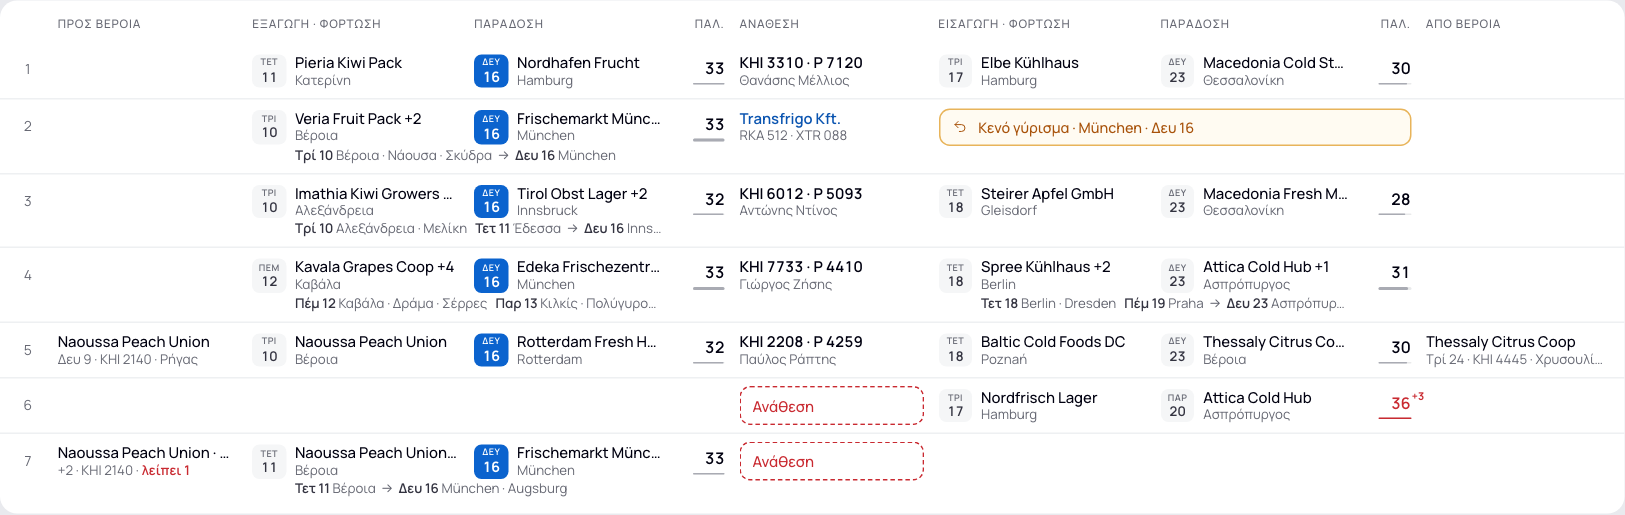 ΠΡΟΣ ΒΕΡΟΙΑ ΕΞΑΓΩΓΗ · ΦΟΡΤΩΣΗ ΠΑΡΑΔΟΣΗ ΠΑΛ. ΑΝΑΘΕΣΗ ΕΙΣΑΓΩΓΗ · ΦΟΡΤΩΣΗ ΠΑΡΑΔΟΣΗ ΠΑΛ. ΑΠΟ ΒΕΡΟΙΑ
1 ΤΕΤ 11 Pieria Kiwi Pack ΔΕΥ 16 Nordhafen Frucht 33 KHI 3310 · P 7120 ΤΡΙ 17 Elbe Kühlhaus ΔΕΥ 23 Macedonia Cold St… 30
Κατερίνη Hamburg Θανάσης Μέλλιος Hamburg Θεσσαλονίκη
2 ΤΡΙ 10 Veria Fruit Pack +2 ΔΕΥ 16 Frischemarkt Münc… 33 Transfrigo Kft. Κενό γύρισμα · München · Δευ 16
Βέροια München RKA 512 · XTR 088
Τρί 10 Βέροια · Νάουσα · Σκύδρα → Δευ 16 München
3 ΤΡΙ 10 Imathia Kiwi Growers … ΔΕΥ 16 Tirol Obst Lager +2 32 KHI 6012 · P 5093 ΤΕΤ 18 Steirer Apfel GmbH ΔΕΥ 23 Macedonia Fresh M… 28
Αλεξάνδρεια Innsbruck Αντώνης Ντίνος Gleisdorf Θεσσαλονίκη
Τρί 10 Αλεξάνδρεια · Μελίκη Τετ 11 Έδεσσα → Δευ 16 Inns…
4 ΠΕΜ 12 Kavala Grapes Coop +4 ΔΕΥ 16 Edeka Frischezentr… 33 KHI 7733 · P 4410 ΤΕΤ 18 Spree Kühlhaus +2 ΔΕΥ 23 Attica Cold Hub +1 31
Καβάλα München Γιώργος Ζήσης Berlin Ασπρόπυργος
Πέμ 12 Καβάλα · Δράμα · Σέρρες Παρ 13 Κιλκίς · Πολύγυρο… Τετ 18 Berlin · Dresden Πέμ 19 Praha → Δευ 23 Ασπρόπυρ…
5 Naoussa Peach Union ΤΡΙ 10 Naoussa Peach Union ΔΕΥ 16 Rotterdam Fresh H… 32 KHI 2208 · P 4259 ΤΕΤ 18 Baltic Cold Foods DC ΔΕΥ 23 Thessaly Citrus Co… 30 Thessaly Citrus Coop
Δευ 9 · KHI 2140 · Ρήγας Βέροια Rotterdam Παύλος Ράπτης Poznań Βέροια Τρί 24 · KHI 4445 · Χρυσουλί…
6 Ανάθεση ΤΡΙ 17 Nordfrisch Lager ΠΑΡ 20 Attica Cold Hub 36 +3
Hamburg Ασπρόπυργος
7 Naoussa Peach Union · … ΤΕΤ 11 Naoussa Peach Union… ΔΕΥ 16 Frischemarkt Münc… 33 Ανάθεση
+2 · KHI 2140 · λείπει 1 Βέροια München
Τετ 11 Βέροια → Δευ 16 München · Augsburg